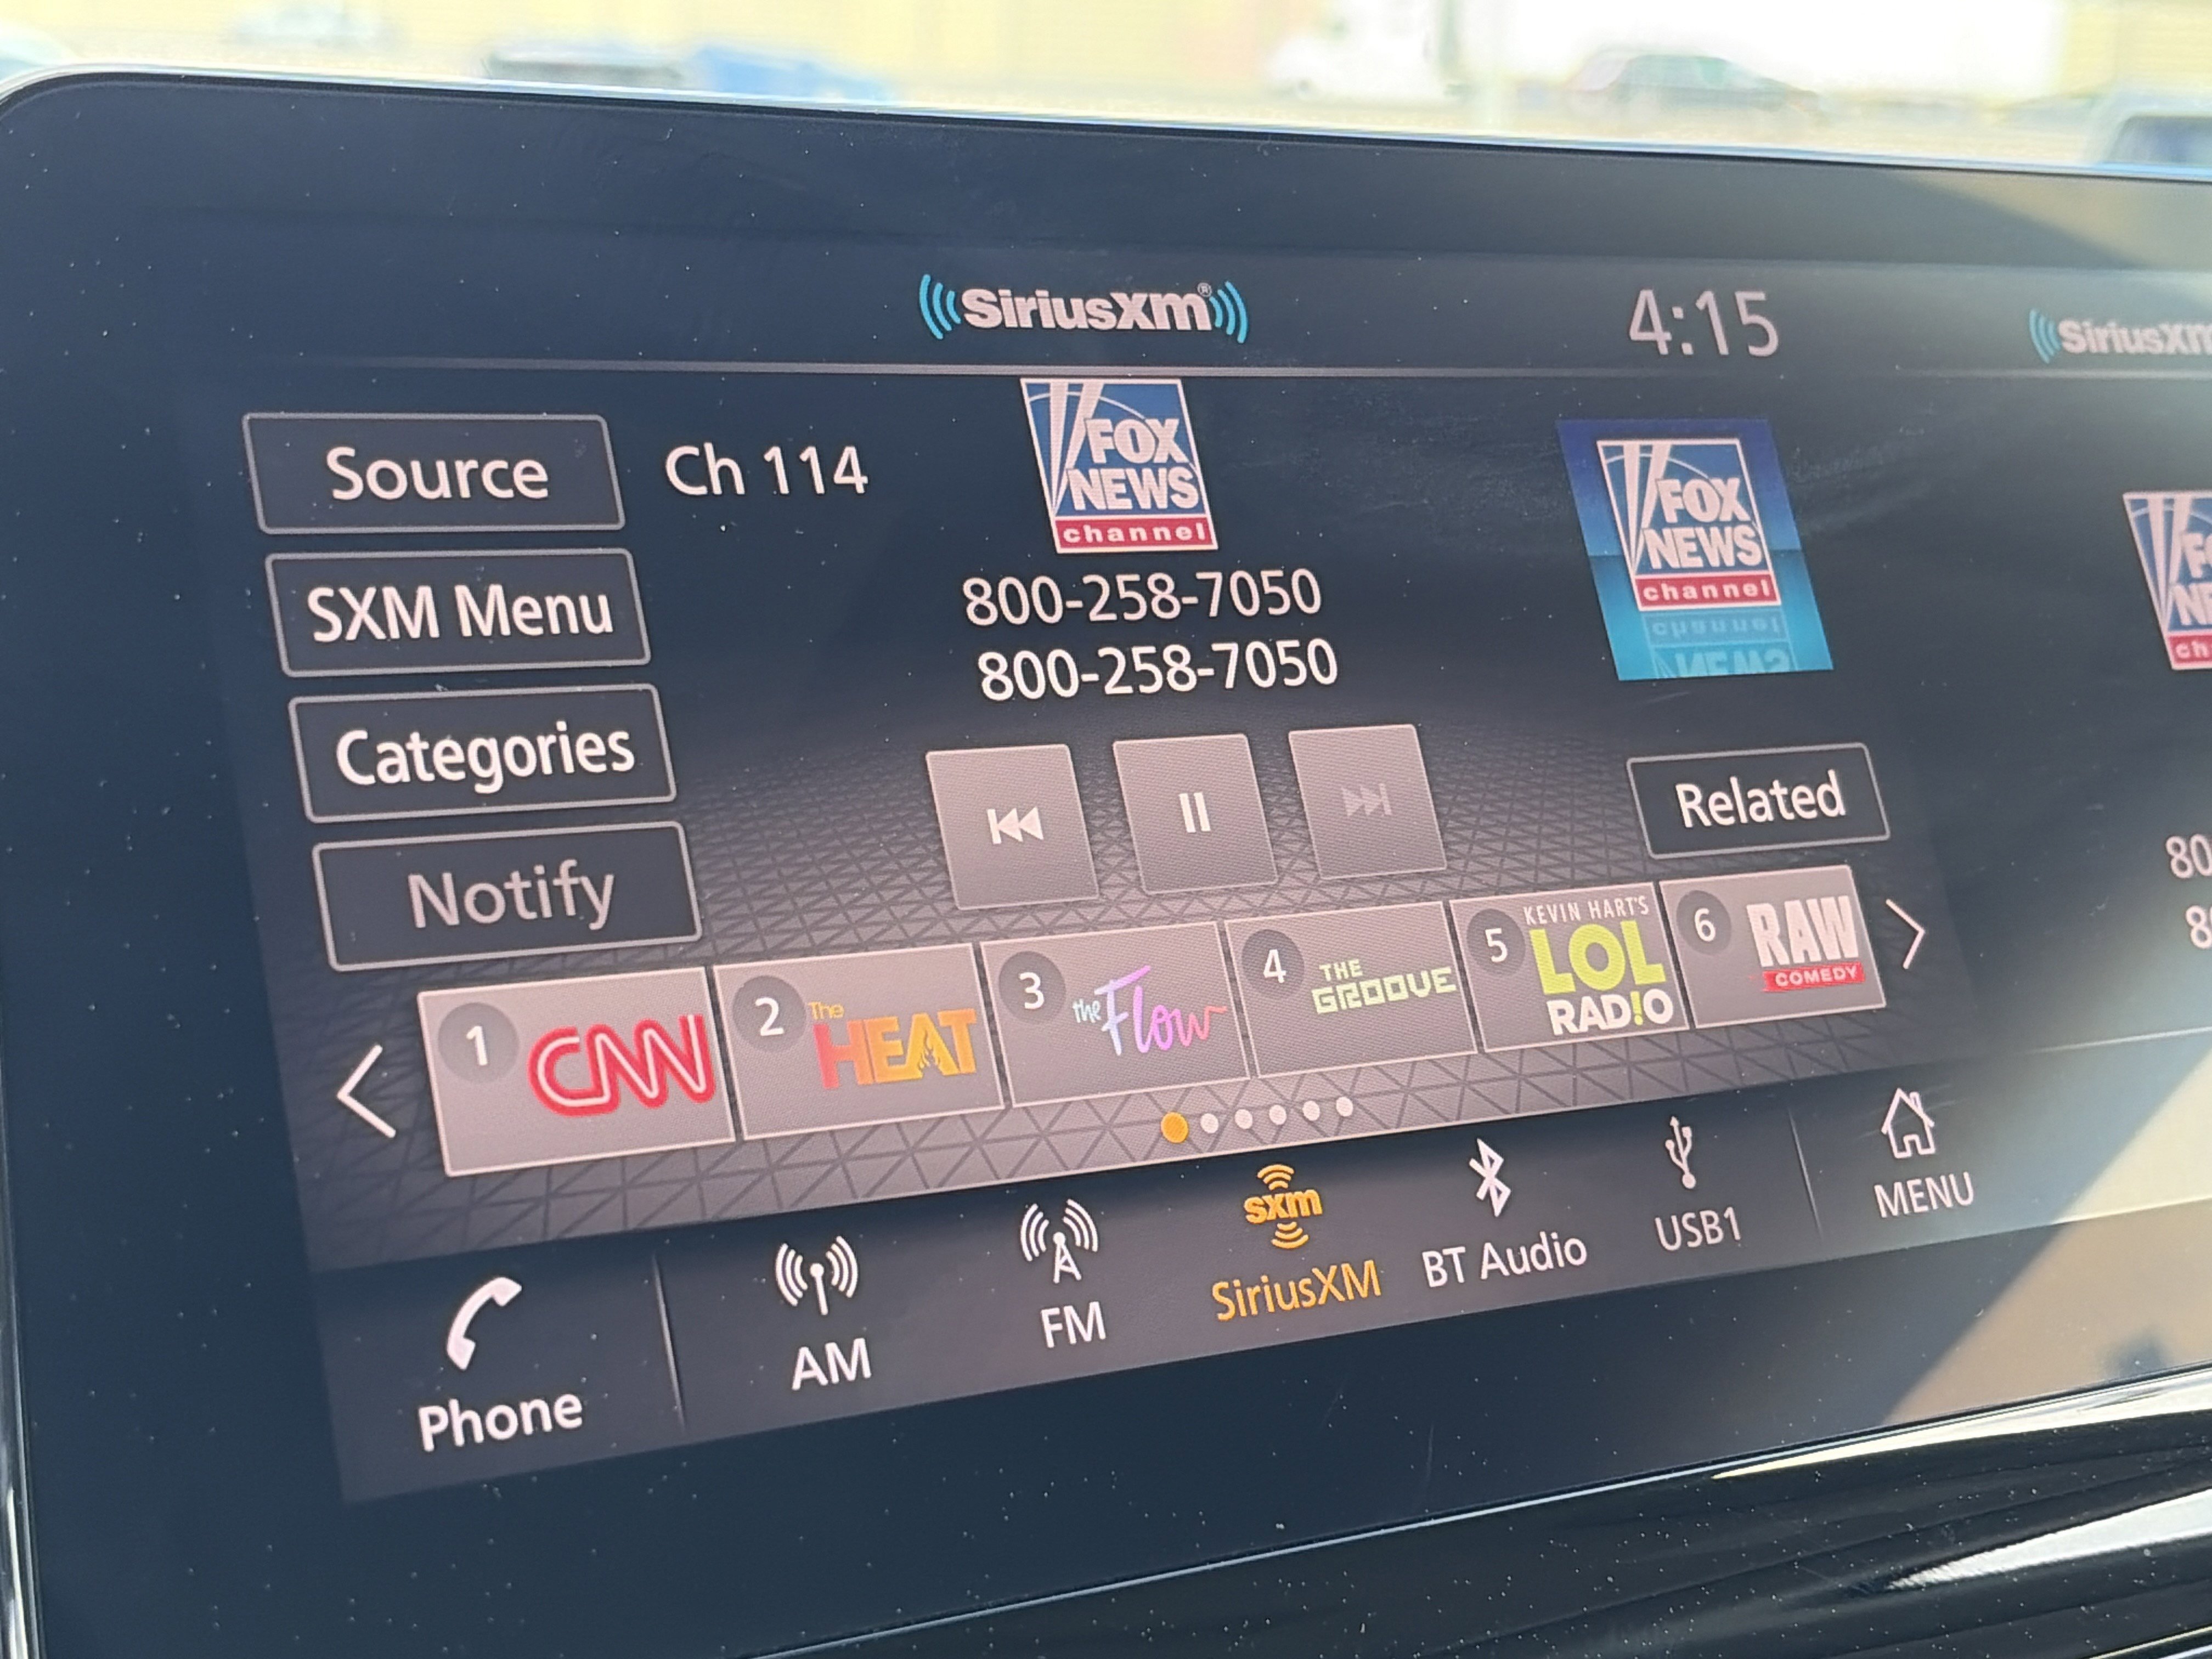 SiriusXM®
4:15
SiriusXM
Source
Ch 114
FOX
NEWS
channel
FOX
NEWS
channel
SXM Menu
800-258-7050
800-258-7050
Categories
Related
Notify
1 CNN
2 The HEAT
3 the Flow
4 THE GROOVE
5 KEVIN HART'S LOL RAD!O
6 RAW COMEDY
Phone
AM
FM
sxm
SiriusXM
BT Audio
USB1
MENU